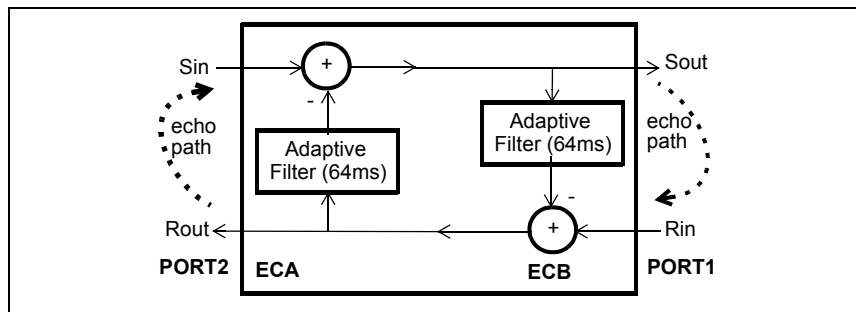 Sin
+
Sout
-
echo
path
Adaptive
Filter (64ms)
Adaptive
Filter (64ms)
echo
path
-
Rout
+
Rin
PORT2
ECA
ECB
PORT1